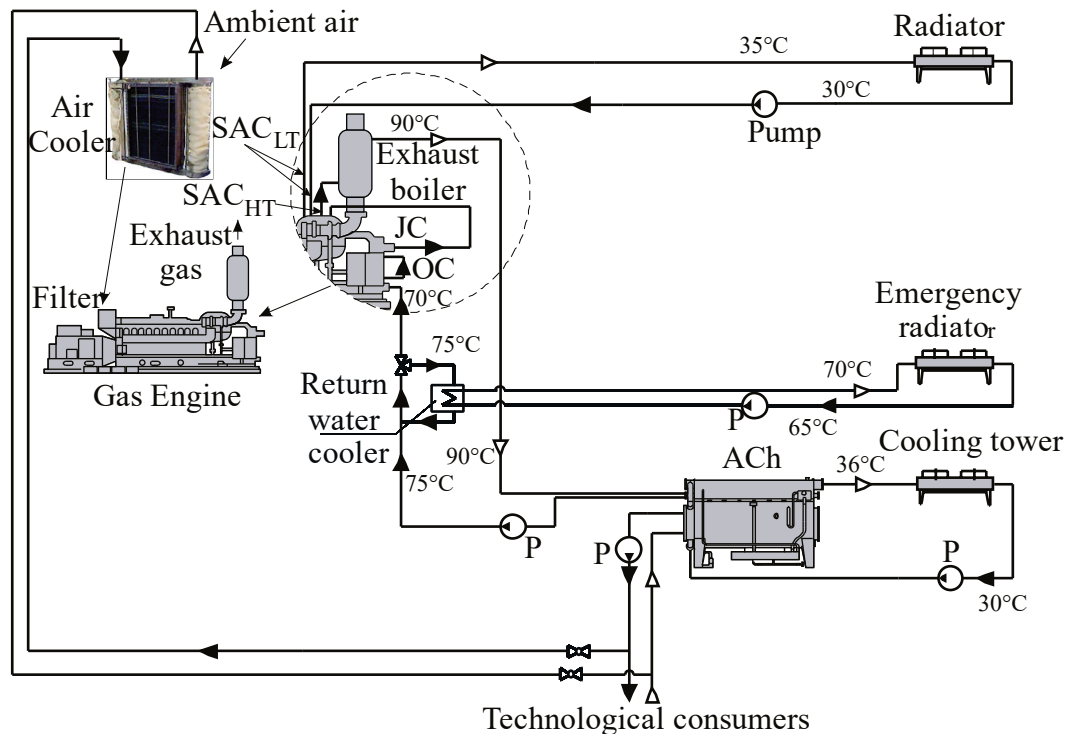 Ambient air
Radiator
35°C
30°C
Pump
Air
Cooler
SAC LT
90°C
Exhaust
boiler
SAC HT
JC
OC
Exhaust
gas
70°C
Filter
Gas Engine
75°C
Return
water
cooler
Emergency
radiator
70°C
P
65°C
90°C
75°C
ACh
36°C
Cooling tower
P
P
P
30°C
Technological consumers